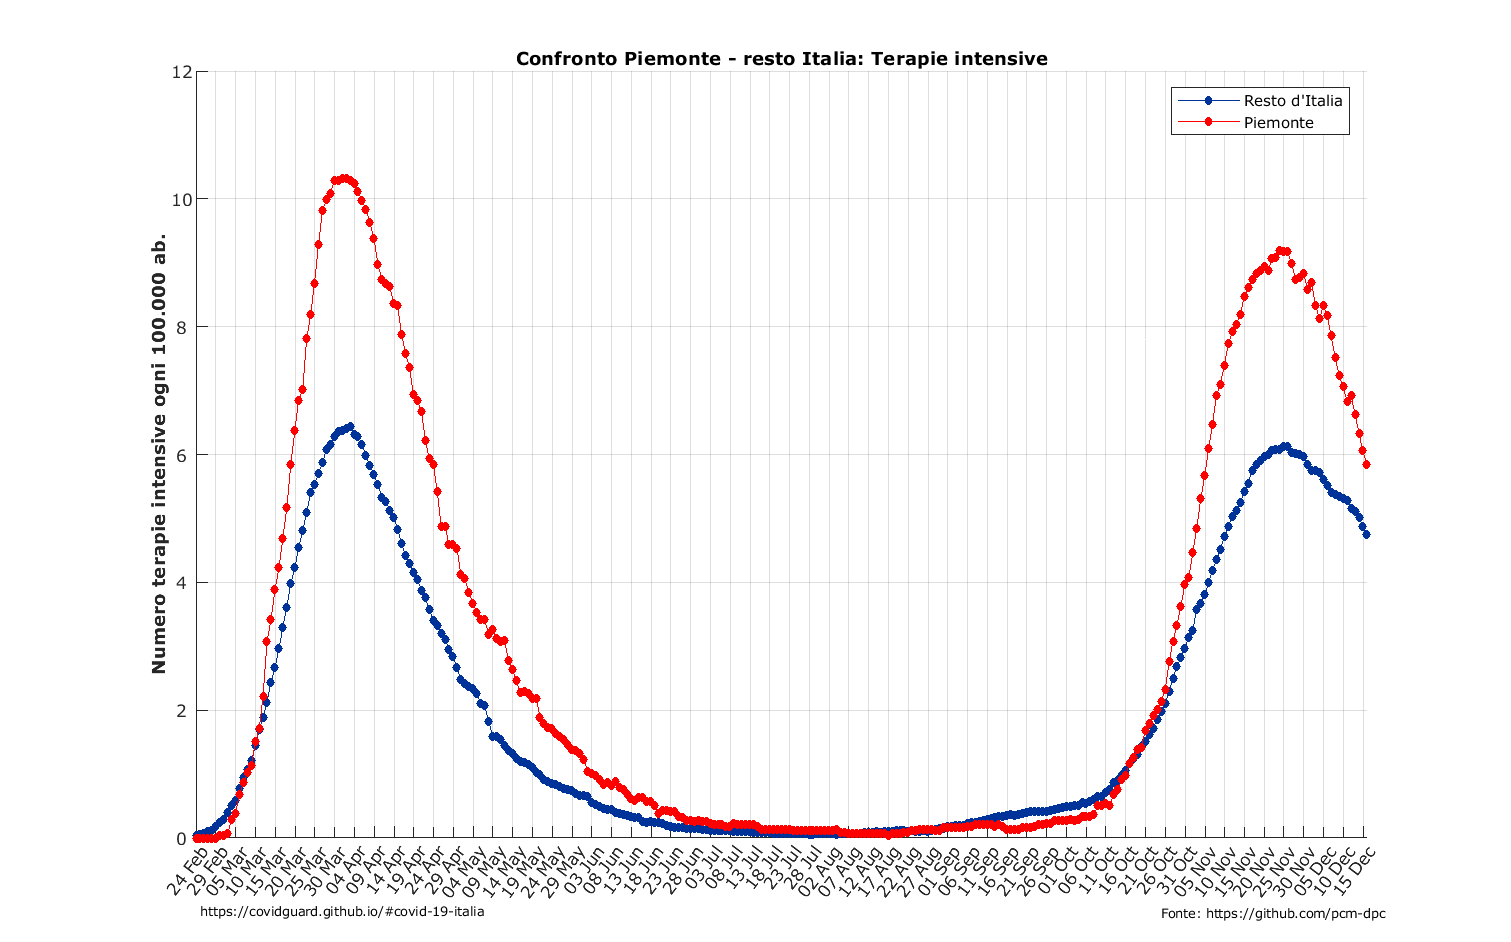 Confronto Piemonte - resto Italia: Terapie intensive
Resto d'Italia
Piemonte
Numero terapie intensive ogni 100.000 ab.
12
10
8
6
4
2
0
24 Feb
29 Feb
05 Mar
10 Mar
15 Mar
20 Mar
25 Mar
30 Mar
04 Apr
09 Apr
14 Apr
19 Apr
24 Apr
29 Apr
04 May
09 May
14 May
19 May
24 May
29 May
03 Jun
08 Jun
13 Jun
18 Jun
23 Jun
28 Jun
03 Jul
08 Jul
13 Jul
18 Jul
23 Jul
28 Jul
02 Aug
07 Aug
12 Aug
17 Aug
22 Aug
27 Aug
01 Sep
06 Sep
11 Sep
16 Sep
21 Sep
26 Sep
01 Oct
06 Oct
11 Oct
16 Oct
21 Oct
26 Oct
31 Oct
05 Nov
10 Nov
15 Nov
20 Nov
25 Nov
30 Nov
05 Dec
10 Dec
15 Dec
https://covidguard.github.io/#covid-19-italia
Fonte: https://github.com/pcm-dpc